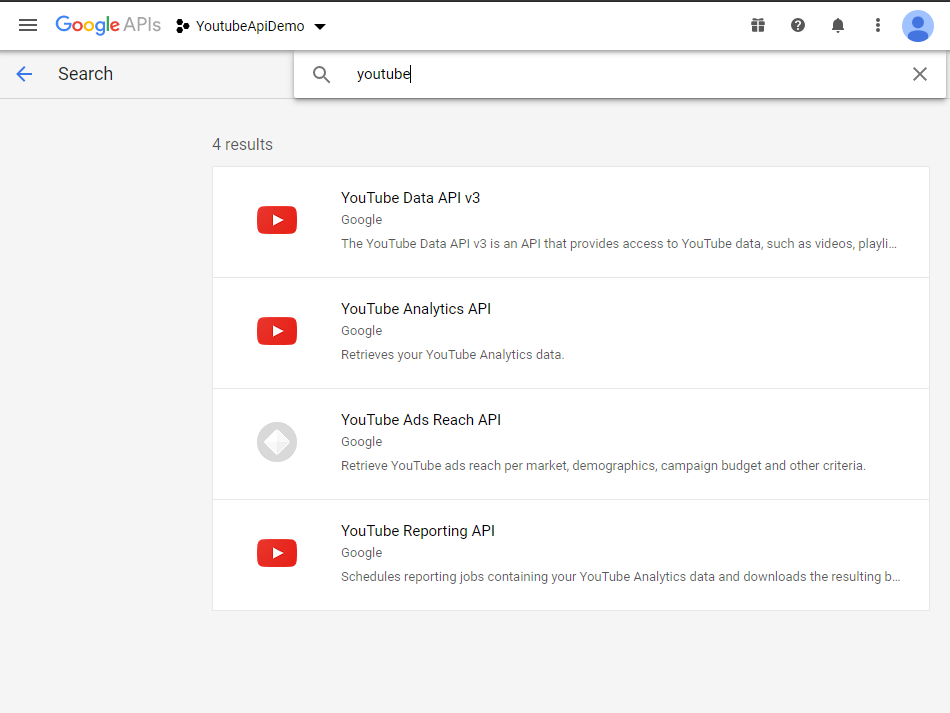 Google APIs YoutubeApiDemo
Search youtube
4 results
YouTube Data API v3
Google
The YouTube Data API v3 is an API that provides access to YouTube data, such as videos, playli...
YouTube Analytics API
Google
Retrieves your YouTube Analytics data.
YouTube Ads Reach API
Google
Retrieve YouTube ads reach per market, demographics, campaign budget and other criteria.
YouTube Reporting API
Google
Schedules reporting jobs containing your YouTube Analytics data and downloads the resulting b...